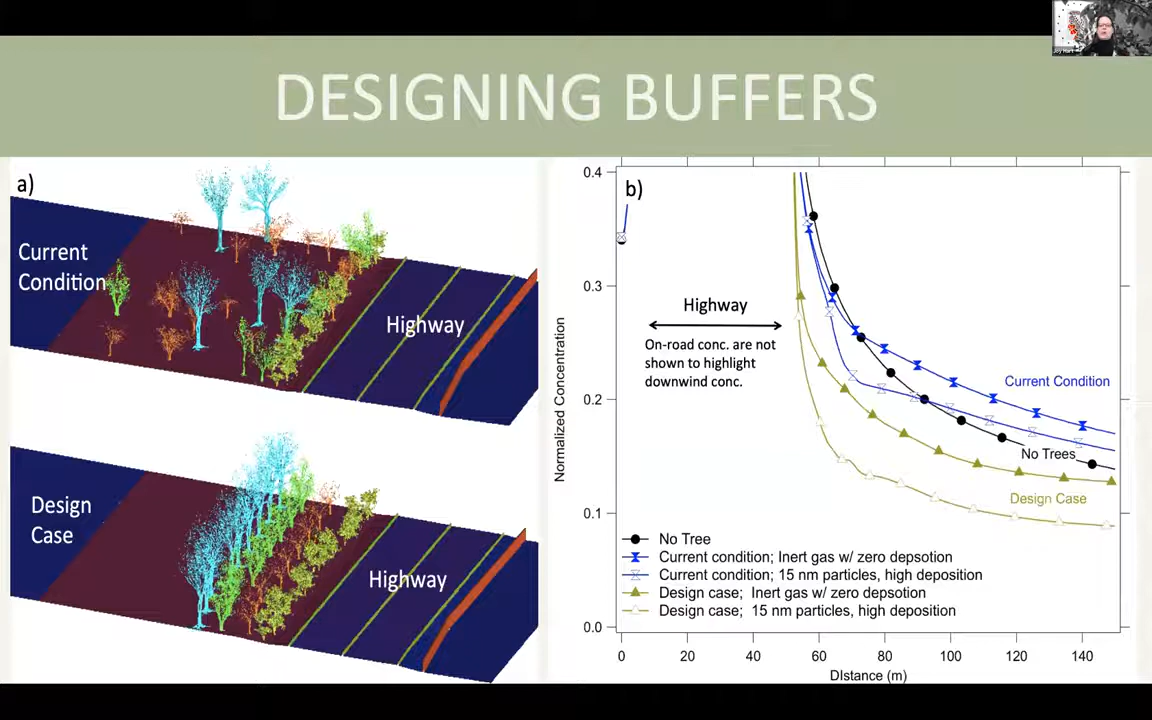 DESIGNING BUFFERS
a)
Current
Condition
Highway
Design
Case
Highway
b)
0.4
0.3
0.2
0.1
0.0
Normalized Concentration
Highway
On-road conc. are not
shown to highlight
downwind conc.
Current Condition
No Trees
Design Case
No Tree
Current condition; Inert gas w/ zero depsotion
Current condition; 15 nm particles, high deposition
Design case; Inert gas w/ zero depsotion
Design case; 15 nm particles, high deposition
0 20 40 60 80 100 120 140
DIstance (m)